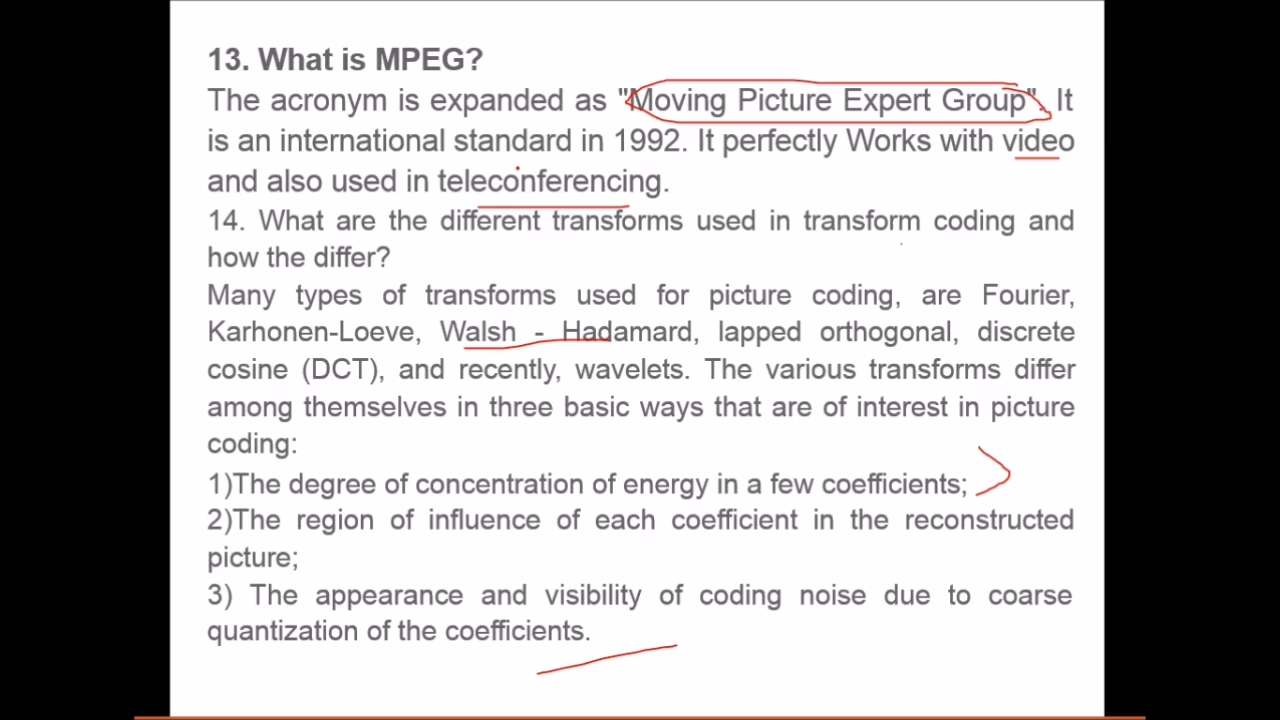 13. What is MPEG?
The acronym is expanded as "Moving Picture Expert Group". It
is an international standard in 1992. It perfectly Works with video
and also used in teleconferencing.
14. What are the different transforms used in transform coding and
how the differ?
Many types of transforms used for picture coding, are Fourier,
Karhonen-Loeve, Walsh - Hadamard, lapped orthogonal, discrete
cosine (DCT), and recently, wavelets. The various transforms differ
among themselves in three basic ways that are of interest in picture
coding:
1)The degree of concentration of energy in a few coefficients;
2)The region of influence of each coefficient in the reconstructed
picture;
3) The appearance and visibility of coding noise due to coarse
quantization of the coefficients.